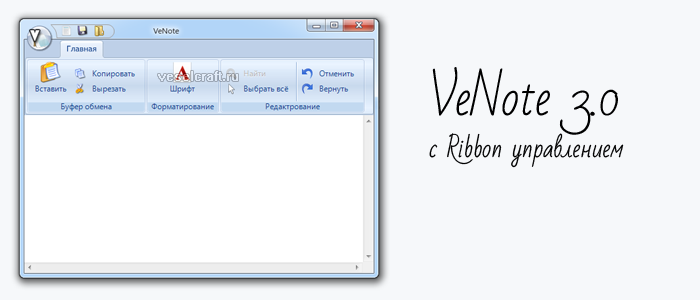 VeNote
V
Главная
Вставить
Копировать
Вырезать
Буфер обмена
veselcraft.ru
Шрифт
Форматирование
Найти
Выбрать всё
Отменить
Вернуть
Редактирование
VeNote 3.0
с Ribbon управлением